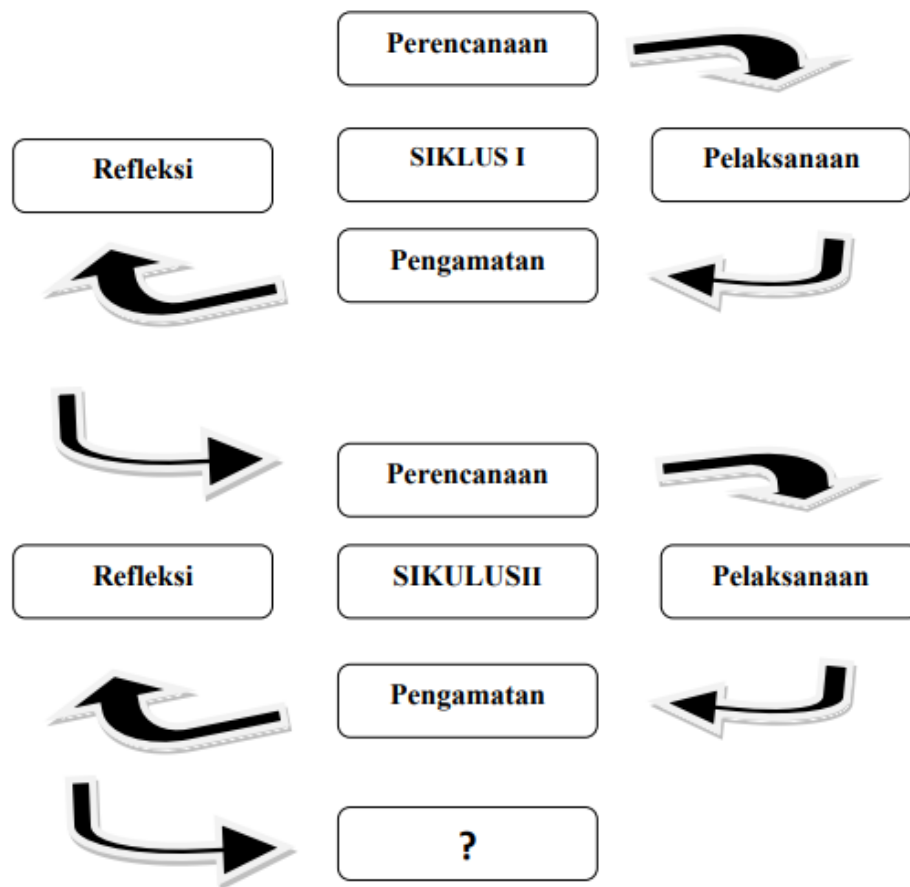 Perencanaan
Refleksi
SIKLUS I
Pelaksanaan
Pengamatan
Perencanaan
Refleksi
SIKULUSII
Pelaksanaan
Pengamatan
?